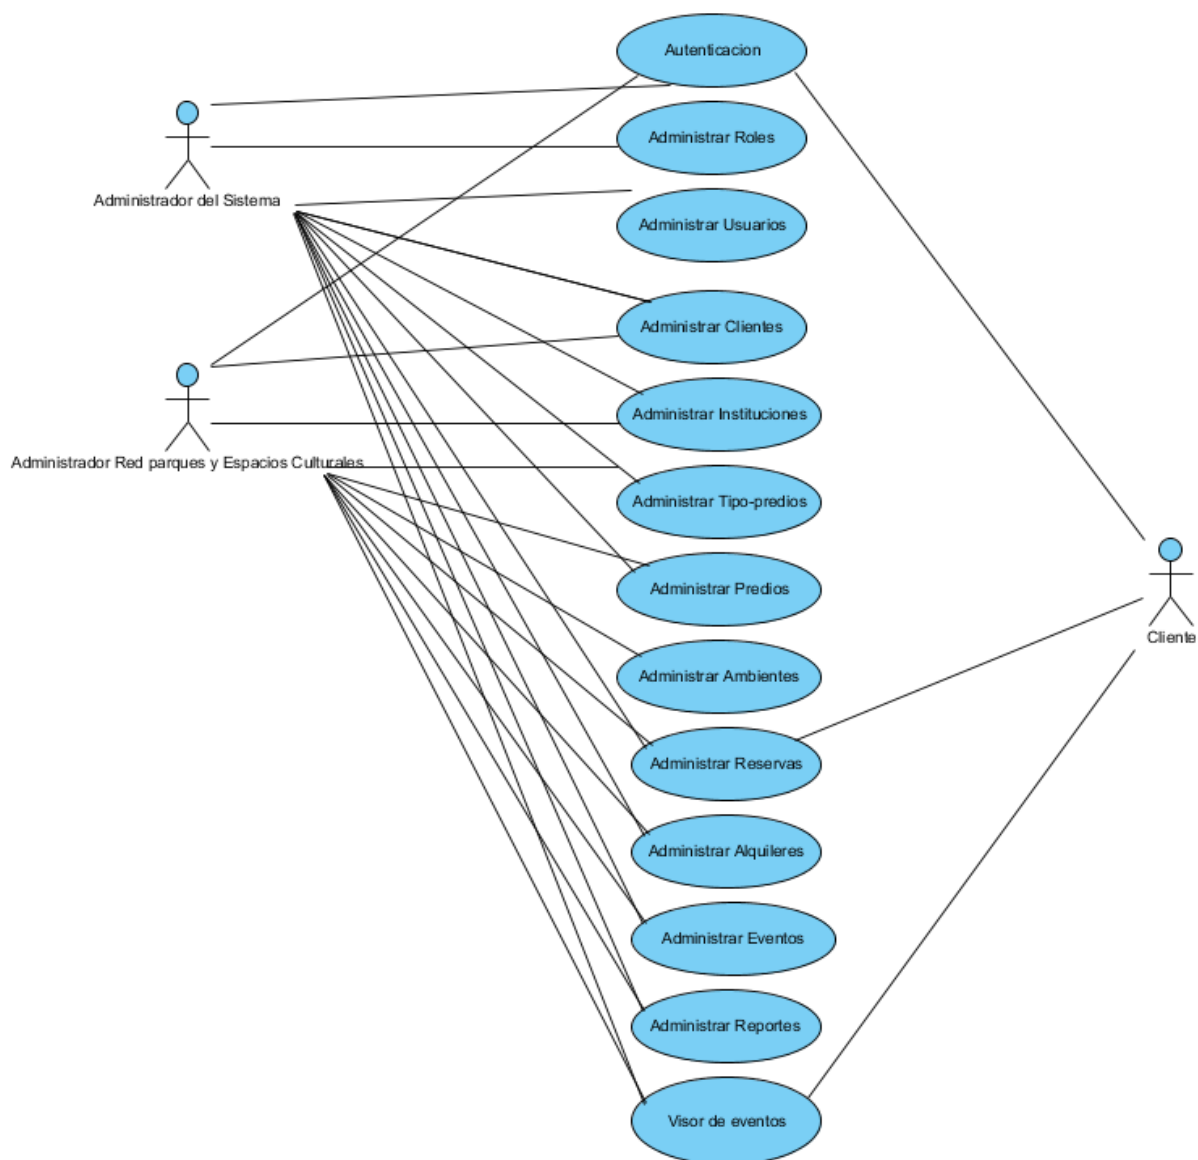 Autenticacion
Administrar Roles
Administrador del Sistema
Administrar Usuarios
Administrar Clientes
Administrar Instituciones
Administrador Red parques y Espacios Culturales
Administrar Tipo-predios
Administrar Predios
Cliente
Administrar Ambientes
Administrar Reservas
Administrar Alquileres
Administrar Eventos
Administrar Reportes
Visor de eventos